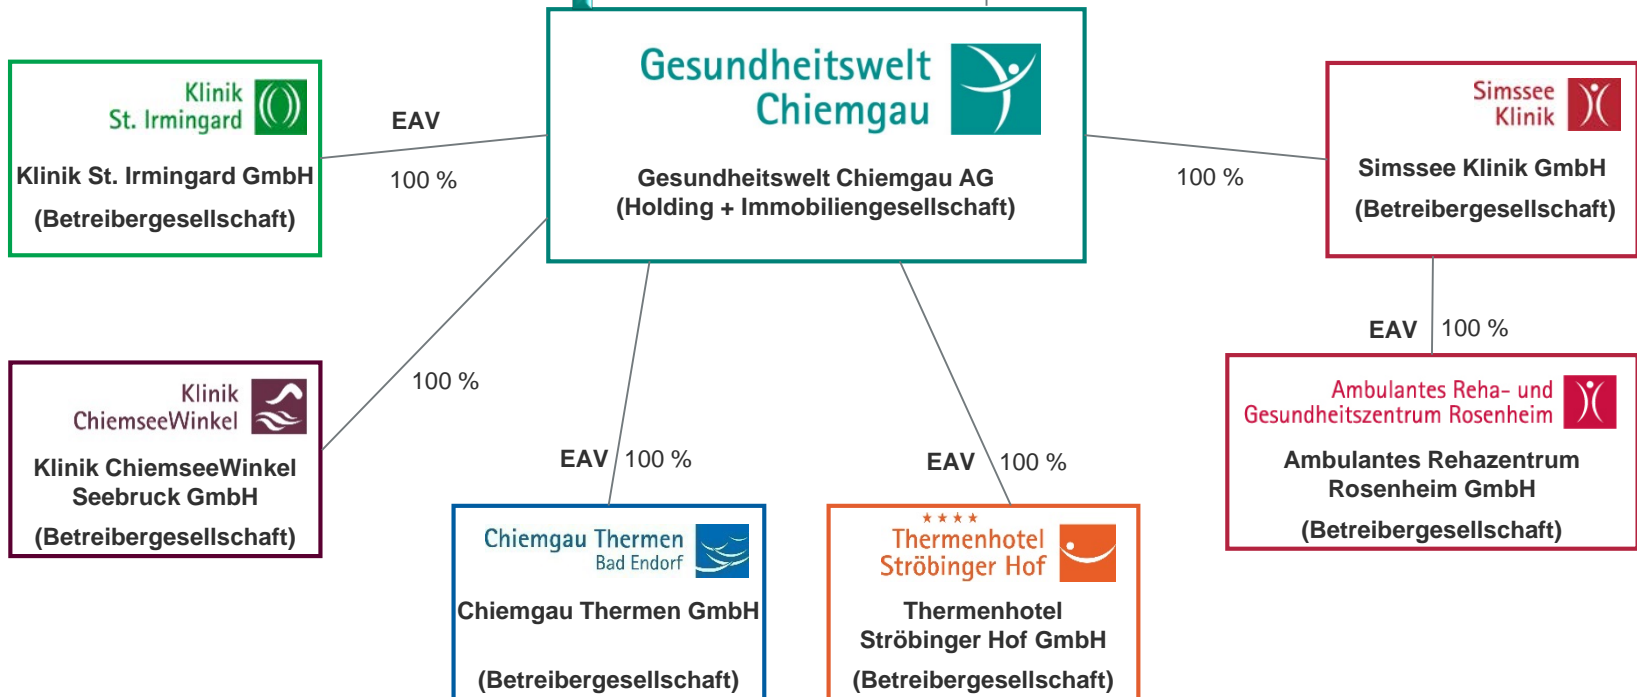 Gesundheitswelt
Chiemgau
Gesundheitswelt Chiemgau AG
(Holding + Immobiliengesellschaft)
Klinik
St. Irmingard
Klinik St. Irmingard GmbH
(Betreibergesellschaft)
EAV
100 %
Simssee
Klinik
Simssee Klinik GmbH
(Betreibergesellschaft)
100 %
Klinik
ChiemseeWinkel
Klinik ChiemseeWinkel
Seebruck GmbH
(Betreibergesellschaft)
100 %
EAV 100 %
Chiemgau Thermen
Bad Endorf
Chiemgau Thermen GmbH
(Betreibergesellschaft)
EAV 100 %
Thermenhotel
Ströbinger Hof
Thermenhotel
Ströbinger Hof GmbH
(Betreibergesellschaft)
EAV 100 %
Ambulantes Reha- und
Gesundheitszentrum Rosenheim
Ambulantes Rehazentrum
Rosenheim GmbH
(Betreibergesellschaft)